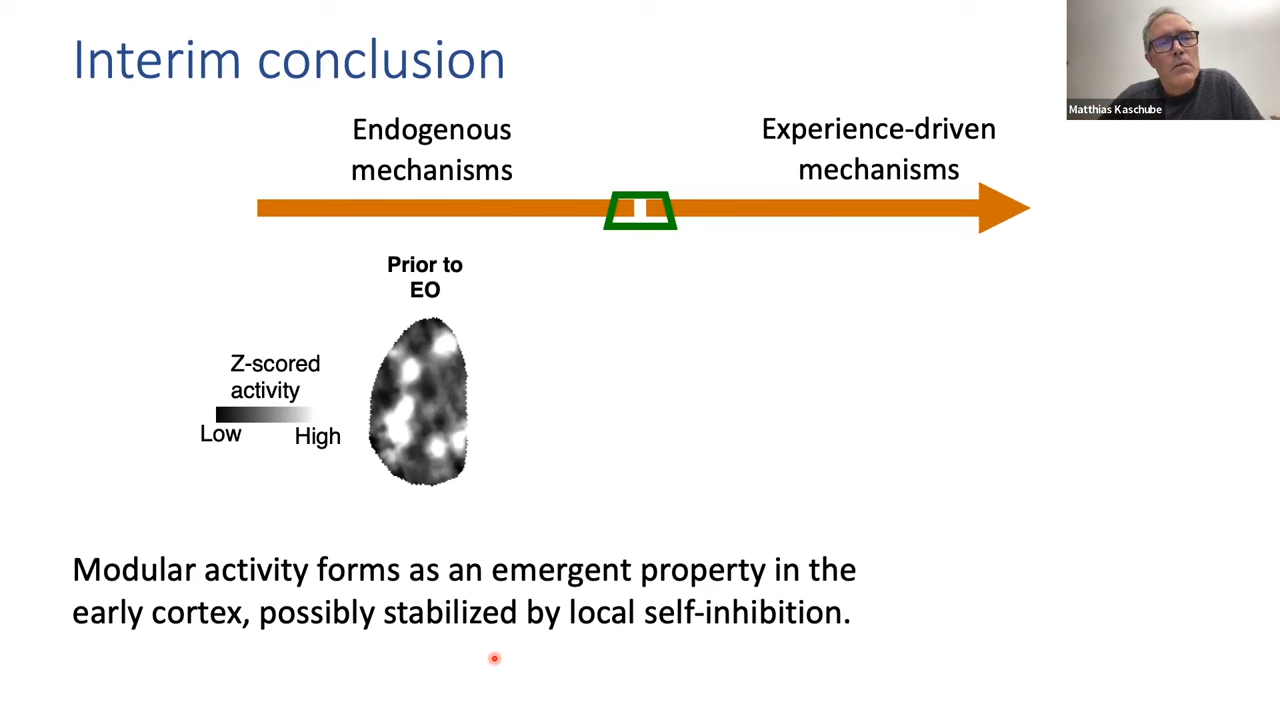 Interim conclusion
Matthias Kaschube
Endogenous
mechanisms
Experience-driven
mechanisms
Prior to
EO
Z-scored
activity
Low
High
Modular activity forms as an emergent property in the
early cortex, possibly stabilized by local self-inhibition.